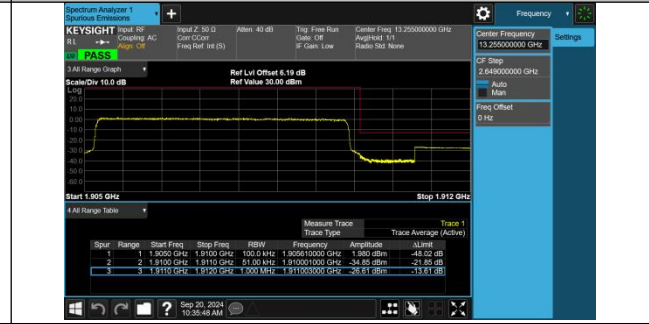 Spectrum Analyzer 1
Spurious Emissions
Frequency
KEYSIGHT
Input: RF
Input Z: 50 Ω
Atten: 40 dB
Trig: Free Run
Center Freq: 13.255000000 GHz
RL
Coupling: AC
Corr CCorr
Gate: Off
Avg|Hold: 1/1
Align: Off
Freq Ref: Int (S)
IF Gain: Low
Radio Std: None
PASS
Center Frequency
13.255000000 GHz
Settings
CF Step
2.649000000 GHz
Auto
Man
Freq Offset
0 Hz
3 All Range Graph
Ref Lvl Offset 6.19 dB
Scale/Div 10.0 dB
Ref Value 30.00 dBm
Log
20.0
10.0
0.00
-10.0
-20.0
-30.0
-40.0
-50.0
-60.0
Start 1.905 GHz
Stop 1.912 GHz
4 All Range Table
Measure Trace
Trace 1
Trace Type
Trace Average (Active)
Spur Range Start Freq Stop Freq RBW Frequency Amplitude ΔLimit
1 1 1.9050 GHz 1.9100 GHz 100.0 kHz 1.905610000 GHz 1.980 dBm -48.02 dB
2 2 1.9100 GHz 1.9110 GHz 51.00 kHz 1.910001000 GHz -34.85 dBm -21.85 dB
3 3 1.9110 GHz 1.9120 GHz 1.000 MHz 1.911003000 GHz -26.61 dBm -13.61 dB
Sep 20, 2024
10:35:48 AM